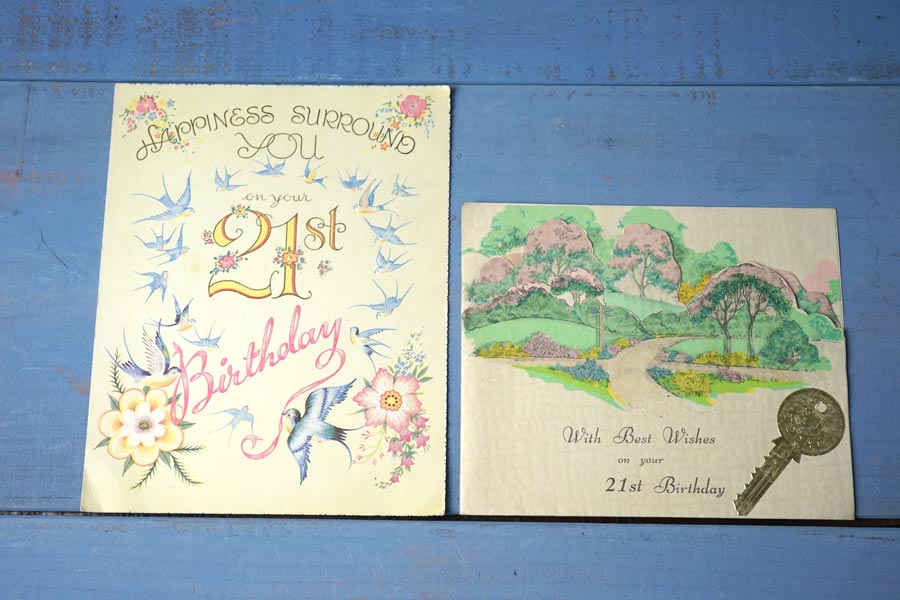 HAPPINESS SURROUND
YOU
on your
21st
Birthday
With Best Wishes
on your
21st Birthday